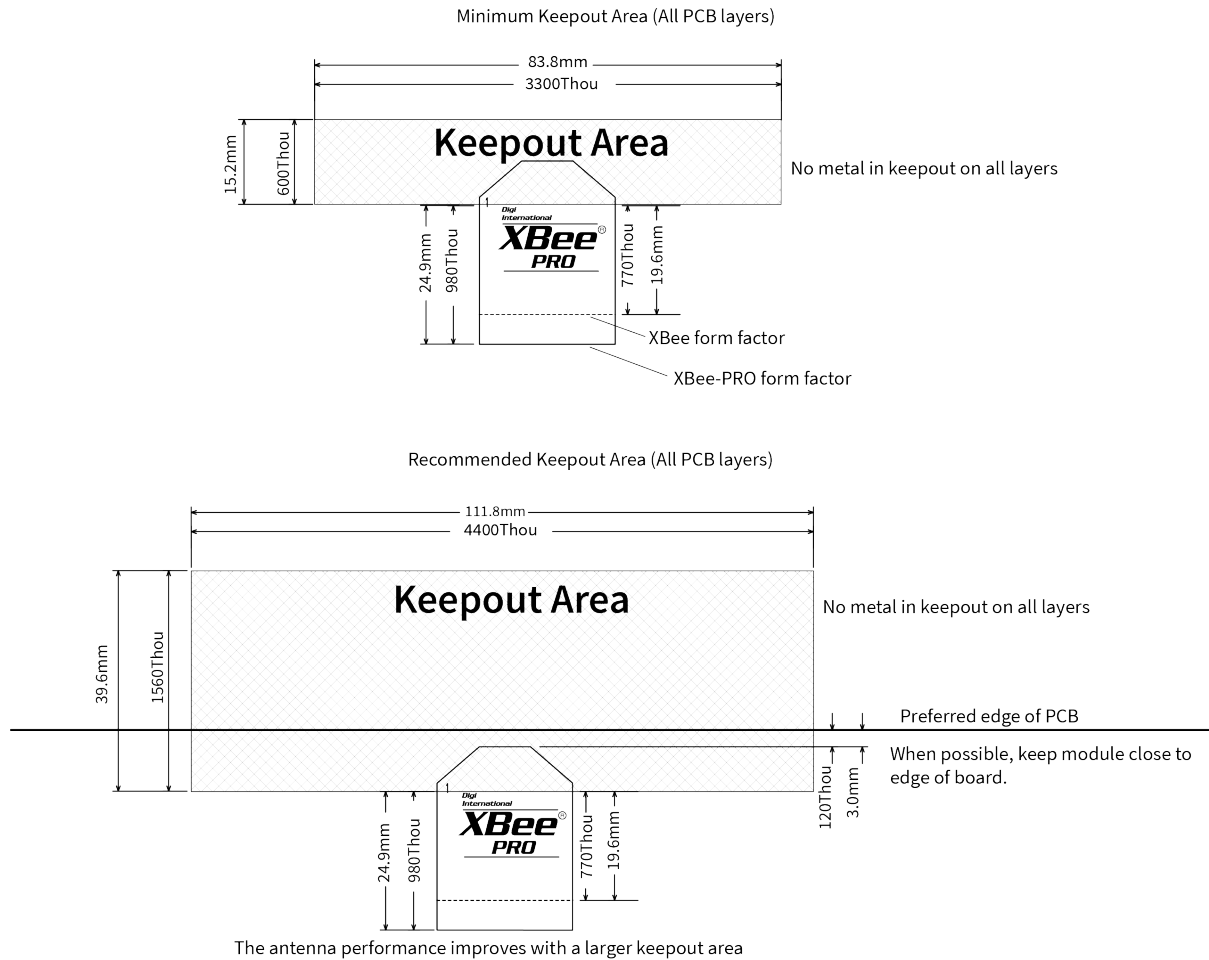 Minimum Keepout Area (All PCB layers)
83.8mm
3300Thou
Keepout Area
15.2mm
600Thou
No metal in keepout on all layers
1
Digi
International
XBee®
PRO
24.9mm
980Thou
770Thou
19.6mm
XBee form factor
XBee-PRO form factor
Recommended Keepout Area (All PCB layers)
111.8mm
4400Thou
Keepout Area
No metal in keepout on all layers
39.6mm
1560Thou
Preferred edge of PCB
When possible, keep module close to
edge of board.
120Thou
3.0mm
1
Digi
International
XBee®
PRO
24.9mm
980Thou
770Thou
19.6mm
The antenna performance improves with a larger keepout area